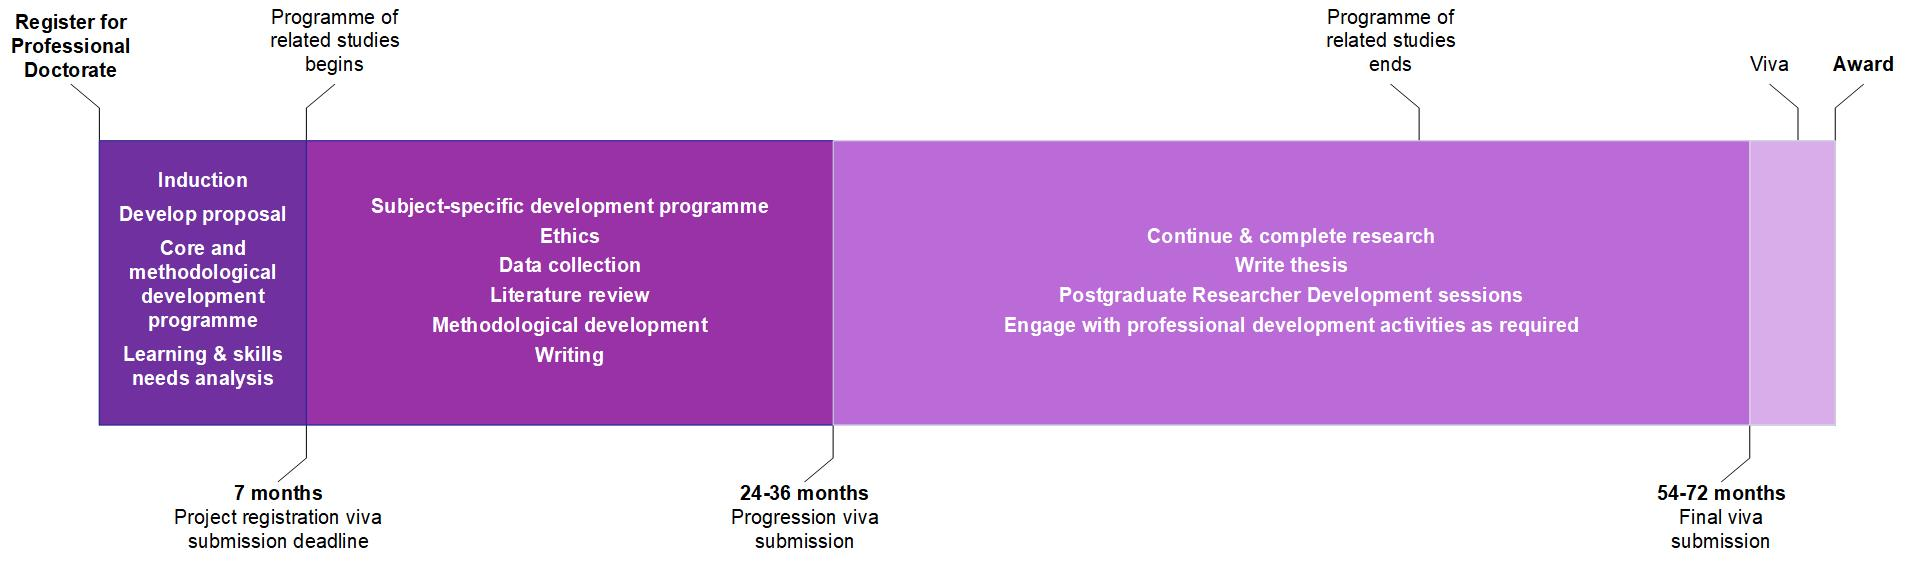 Register for
Professional
Doctorate
Programme of
related studies
begins
Programme of
related studies
ends
Viva
Award
Induction
Develop proposal
Core and
methodological
development
programme
Learning & skills
needs analysis
Subject-specific development programme
Ethics
Data collection
Literature review
Methodological development
Writing
Continue & complete research
Write thesis
Postgraduate Researcher Development sessions
Engage with professional development activities as required
7 months
Project registration viva
submission deadline
24-36 months
Progression viva
submission
54-72 months
Final viva
submission